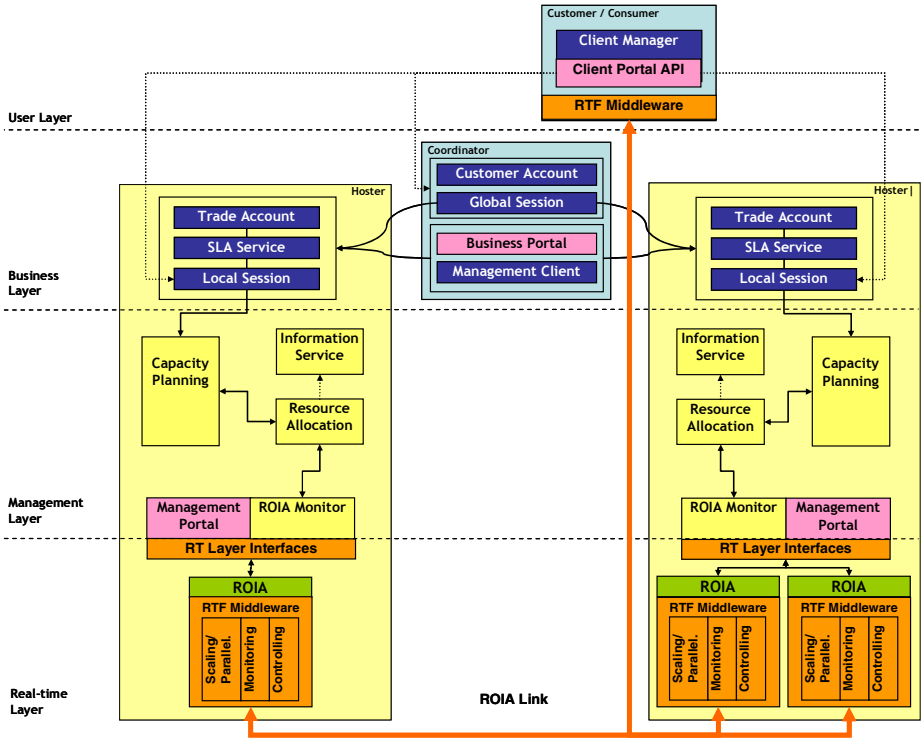 Customer / Consumer
Client Manager
Client Portal API
RTF Middleware
User Layer
Coordinator
Customer Account
Global Session
Business Portal
Management Client
Hoster
Trade Account
SLA Service
Local Session
Hoster|
Trade Account
SLA Service
Local Session
Business
Layer
Capacity
Planning
Information
Service
Resource
Allocation
Information
Service
Resource
Allocation
Capacity
Planning
Management
Layer
Management
Portal
ROIA Monitor
RT Layer Interfaces
ROIA Monitor
Management
Portal
RT Layer Interfaces
ROIA
RTF Middleware
Scaling/
Parallel.
Monitoring
Controlling
ROIA
RTF Middleware
Scaling/
Parallel.
Monitoring
Controlling
ROIA
RTF Middleware
Scaling/
Parallel.
Monitoring
Controlling
Real-time
Layer
ROIA Link